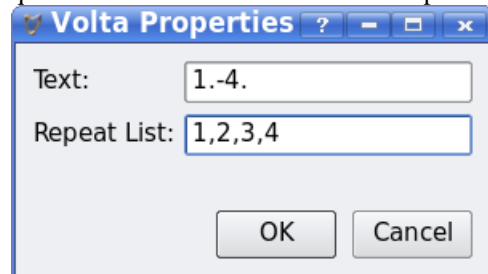 Volta Properties
Text: 1.-4.
Repeat List: 1,2,3,4
OK Cancel